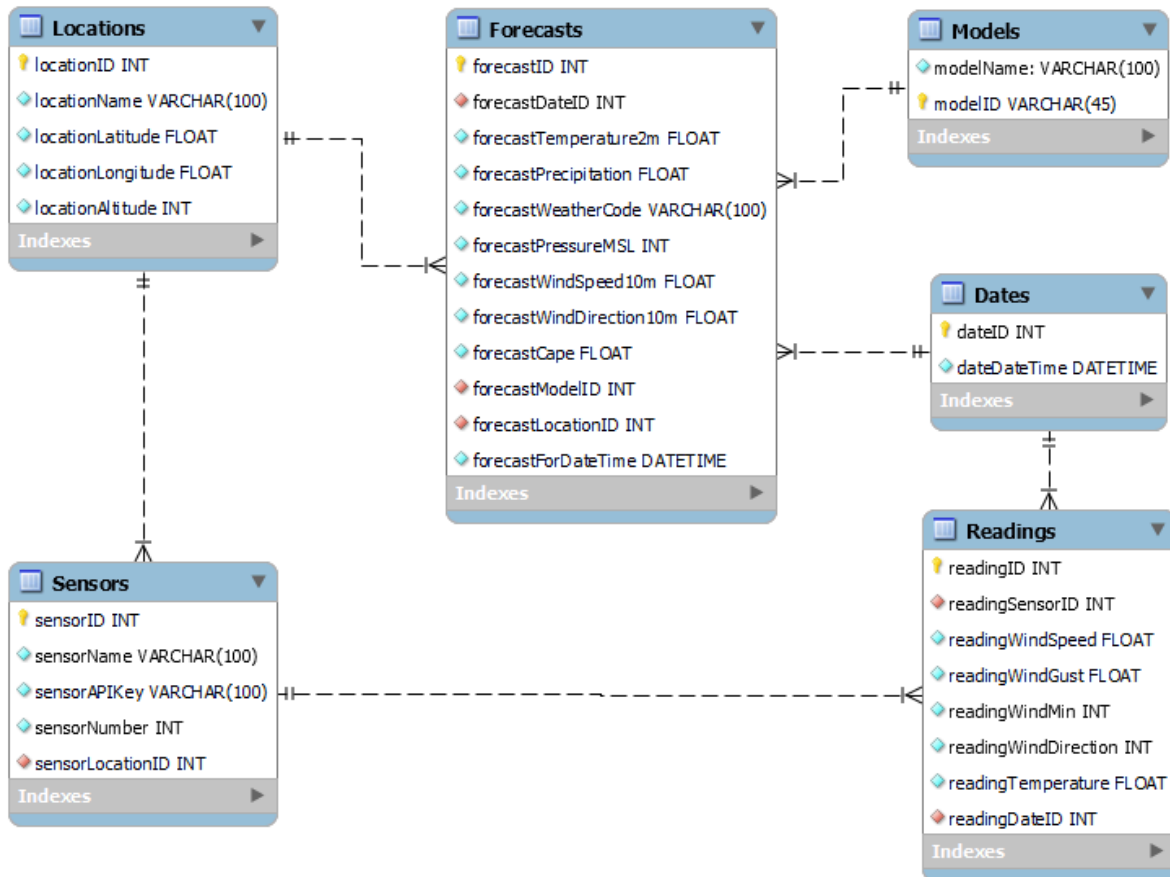 Locations
locationID INT
locationName VARCHAR(100)
locationLatitude FLOAT
locationLongitude FLOAT
locationAltitude INT
Indexes
Forecasts
forecastID INT
forecastDateID INT
forecastTemperature2m FLOAT
forecastPrecipitation FLOAT
forecastWeatherCode VARCHAR(100)
forecastPressureMSL INT
forecastWindSpeed10m FLOAT
forecastWindDirection10m FLOAT
forecastCape FLOAT
forecastModelID INT
forecastLocationID INT
forecastForDateTime DATETIME
Indexes
Models
modelName: VARCHAR(100)
modelID VARCHAR(45)
Indexes
Dates
dateID INT
dateDateTime DATETIME
Indexes
Sensors
sensorID INT
sensorName VARCHAR(100)
sensorAPIKey VARCHAR(100)
sensorNumber INT
sensorLocationID INT
Indexes
Readings
readingID INT
readingSensorID INT
readingWindSpeed FLOAT
readingWindGust FLOAT
readingWindMin INT
readingWindDirection INT
readingTemperature FLOAT
readingDateID INT
Indexes